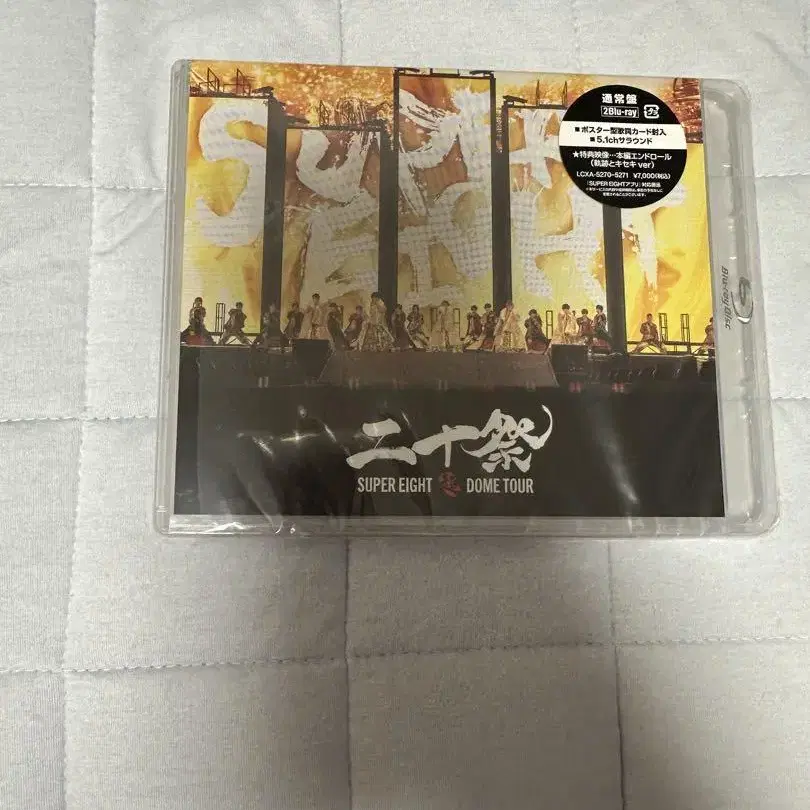 SUPER
EIGHT
通常盤
2Blu-ray
■ポスター型歌詞カード封入
■5.1chサラウンド
★特典映像…本編エンドロール
(軌跡とキセキ ver)
LCXA-5270~5271 ¥7,000(税込)
「SUPER EIGHTアプリ」対応商品
Blu-ray Disc
二十祭
SUPER EIGHT DOME TOUR